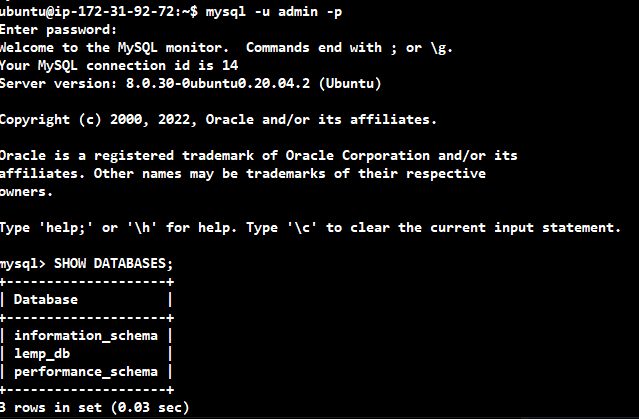 ubuntu@ip-172-31-92-72:~$ mysql -u admin -p
Enter password:
Welcome to the MySQL monitor.  Commands end with ; or \g.
Your MySQL connection id is 14
Server version: 8.0.30-0ubuntu0.20.04.2 (Ubuntu)

Copyright (c) 2000, 2022, Oracle and/or its affiliates.

Oracle is a registered trademark of Oracle Corporation and/or its
affiliates. Other names may be trademarks of their respective
owners.

Type 'help;' or '\h' for help. Type '\c' to clear the current input statement.

mysql> SHOW DATABASES;
+--------------------+
| Database           |
+--------------------+
| information_schema |
| lemp_db            |
| performance_schema |
+--------------------+
3 rows in set (0.03 sec)